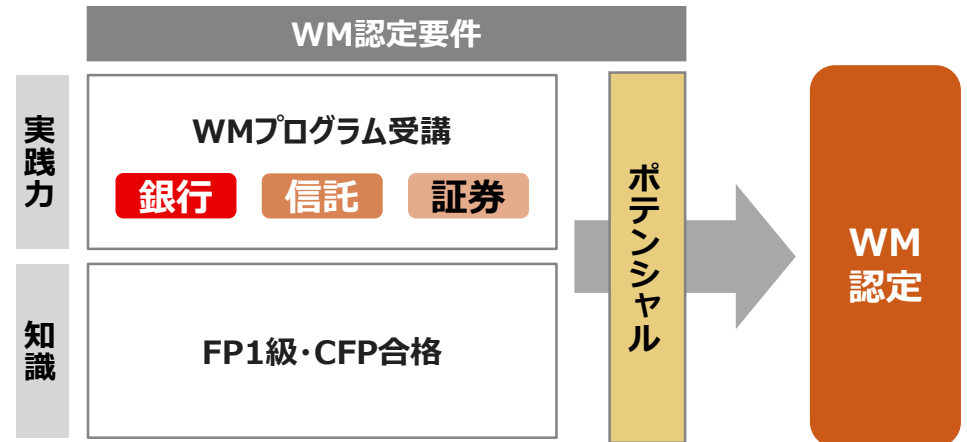 WM認定要件
実践力
WMプログラム受講
銀行
信託
証券
知識
FP1級・CFP合格
ポテンシャル
WM
認定